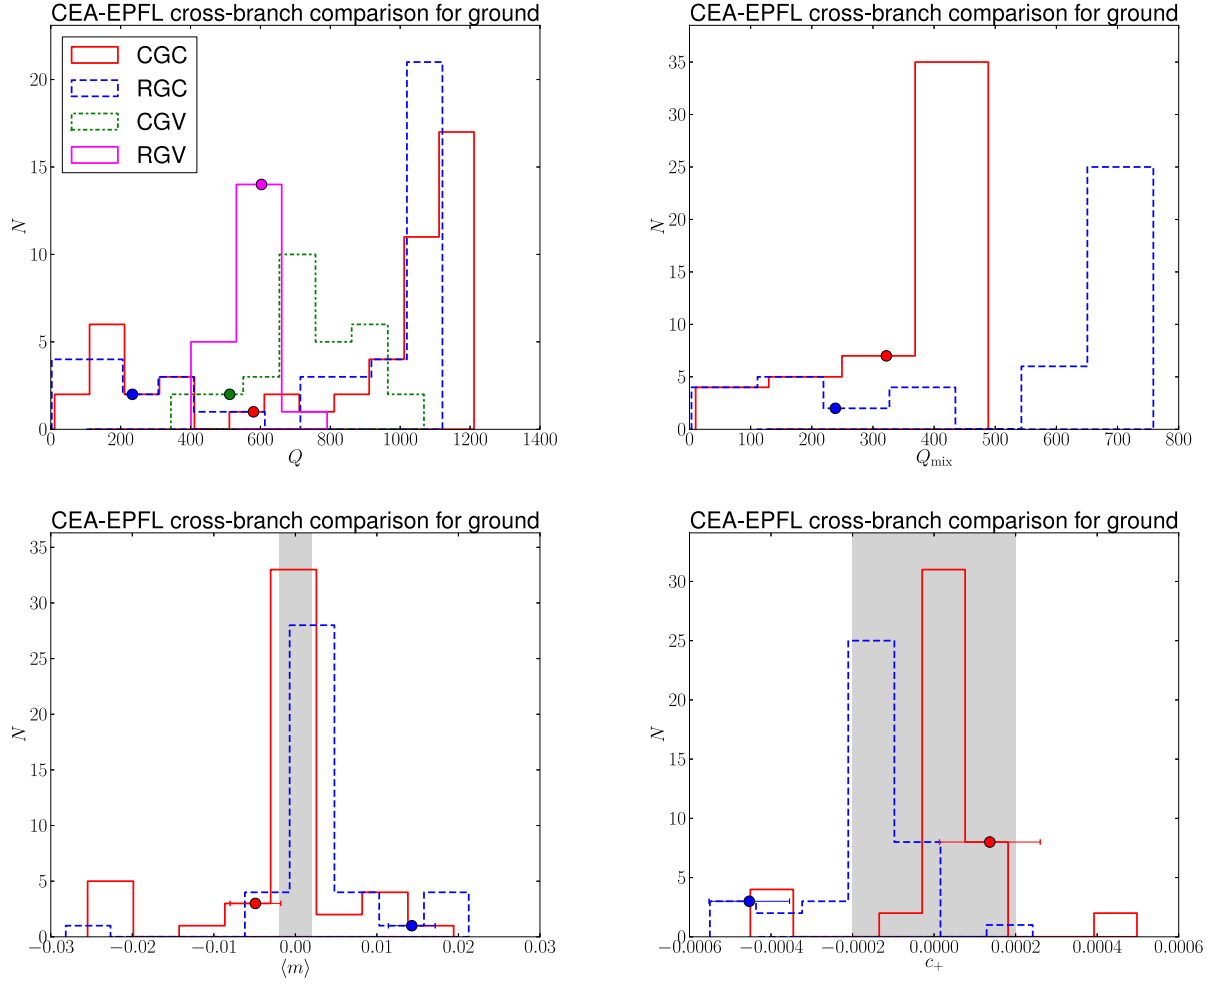 CEA-EPFL cross-branch comparison for ground
CGC
RGC
CGV
RGV
20
15
10
5
0
N
0 200 400 600 800 1000 1200 1400
Q
CEA-EPFL cross-branch comparison for ground
35
30
25
20
15
10
5
0
N
0 100 200 300 400 500 600 700 800
Q_mix
CEA-EPFL cross-branch comparison for ground
35
30
25
20
15
10
5
0
N
−0.03 −0.02 −0.01 0.00 0.01 0.02 0.03
⟨m⟩
CEA-EPFL cross-branch comparison for ground
30
25
20
15
10
5
0
N
−0.0006 −0.0004 −0.0002 0.0000 0.0002 0.0004 0.0006
c₊